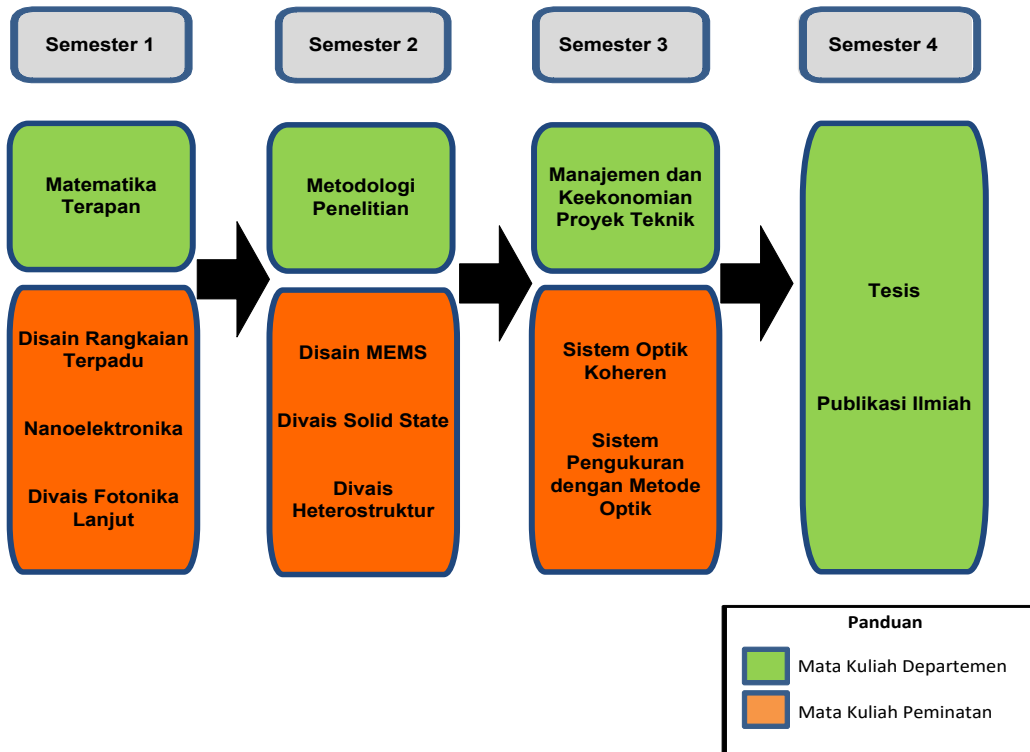 Semester 1
Semester 2
Semester 3
Semester 4
Matematika
Terapan
Metodologi
Penelitian
Manajemen dan
Keekonomian
Proyek Teknik
Disain Rangkaian
Terpadu
Nanoelektronika
Divais Fotonika
Lanjut
Disain MEMS
Divais Solid State
Divais
Heterostruktur
Sistem Optik
Koheren
Sistem
Pengukuran
dengan Metode
Optik
Tesis
Publikasi Ilmiah
Panduan
Mata Kuliah Departemen
Mata Kuliah Peminatan